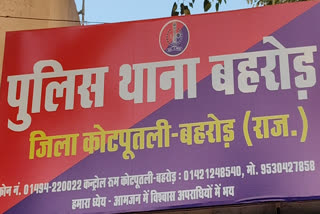 पुलिस थाना बहरोड़
जिला कोटपूतली-बहरोड़ (राज.)
फोन नं. 01494-220022 कन्ट्रोल रूम कोटपूतली-बहरोड़ : 01421248540, मो. 9530427858
हमारा ध्येय - आमजन में विश्वास अपराधियों में भय